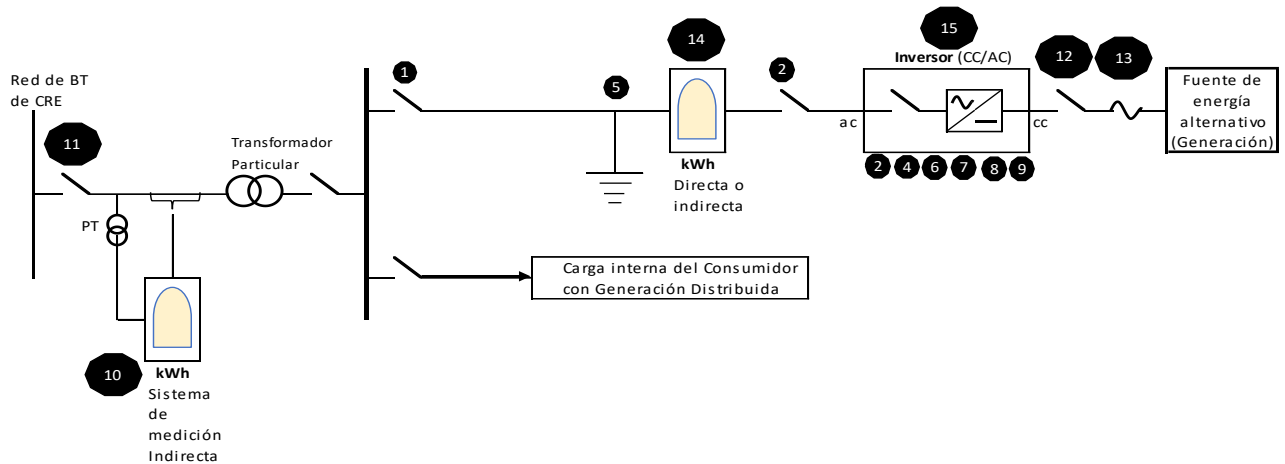 Red de BT
de CRE
11
PT
10
kWh
Sistema
de
medición
Indirecta
Transformador
Particular
1
5
14
kWh
Directa o
indirecta
2
15
Inversor (CC/AC)
ac
cc
2 4 6 7 8 9
12
13
Fuente de
energía
alternativo
(Generación)
Carga interna del Consumidor
con Generación Distribuida